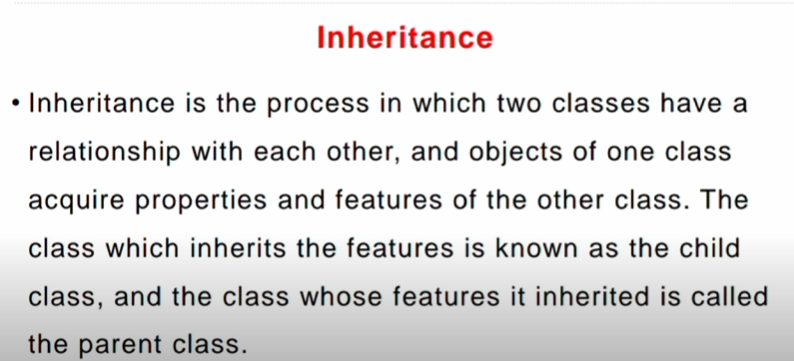 Inheritance
• Inheritance is the process in which two classes have a
relationship with each other, and objects of one class
acquire properties and features of the other class. The
class which inherits the features is known as the child
class, and the class whose features it inherited is called
the parent class.